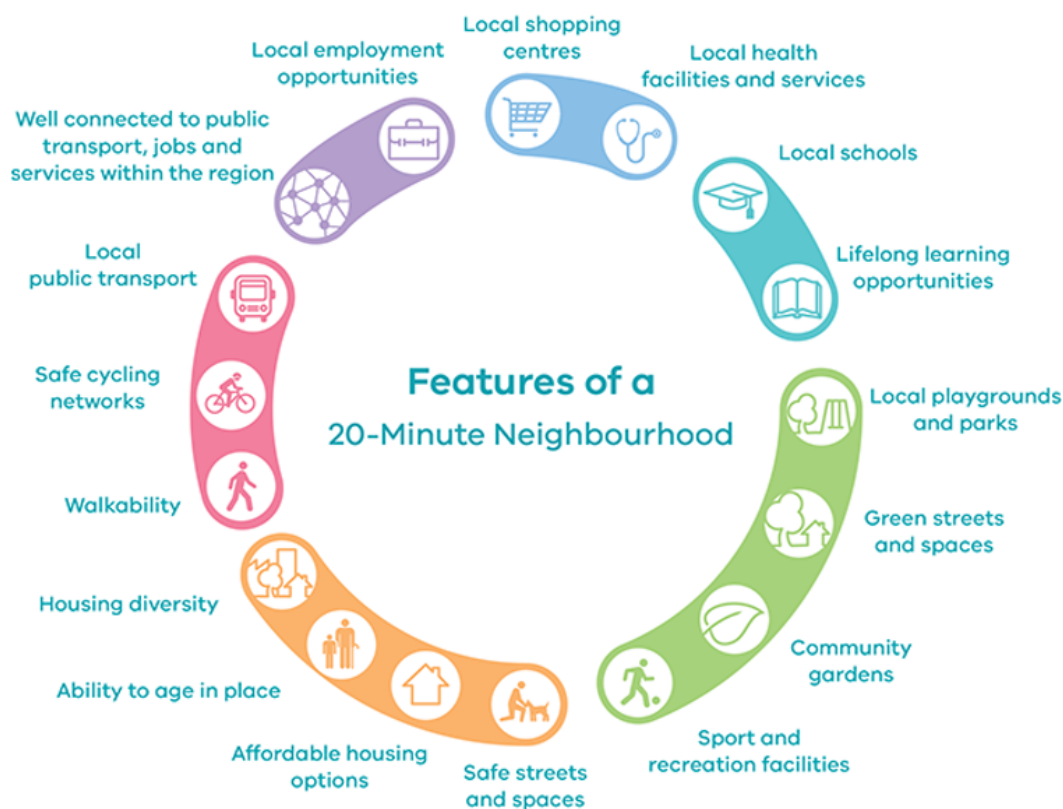 Features of a
20-Minute Neighbourhood
Local shopping
centres
Local health
facilities and services
Local schools
Lifelong learning
opportunities
Local playgrounds
and parks
Green streets
and spaces
Community
gardens
Sport and
recreation facilities
Safe streets
and spaces
Affordable housing
options
Ability to age in place
Housing diversity
Walkability
Safe cycling
networks
Local
public transport
Well connected to public
transport, jobs and
services within the region
Local employment
opportunities